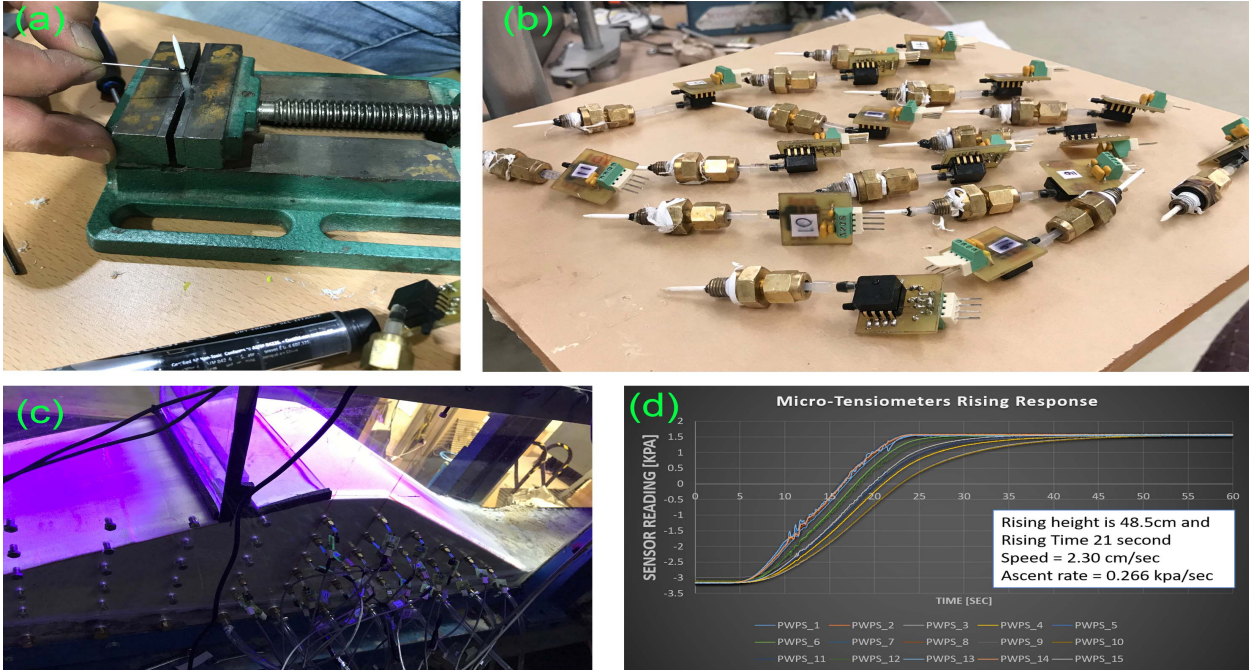 (a)
(b)
(c)
(d)
Micro-Tensiometers Rising Response
SENSOR READING [KPA]
2
1.5
1
0.5
0
-0.5
-1
-1.5
-2
-2.5
-3
-3.5
0 5 10 15 20 25 30 35 40 45 50 55 60
TIME [SEC]
Rising height is 48.5cm and
Rising Time 21 second
Speed = 2.30 cm/sec
Ascent rate = 0.266 kpa/sec
PWPS_1 PWPS_2 PWPS_3 PWPS_4 PWPS_5
PWPS_6 PWPS_7 PWPS_8 PWPS_9 PWPS_10
PWPS_11 PWPS_12 PWPS_13 PWPS_14 PWPS_15